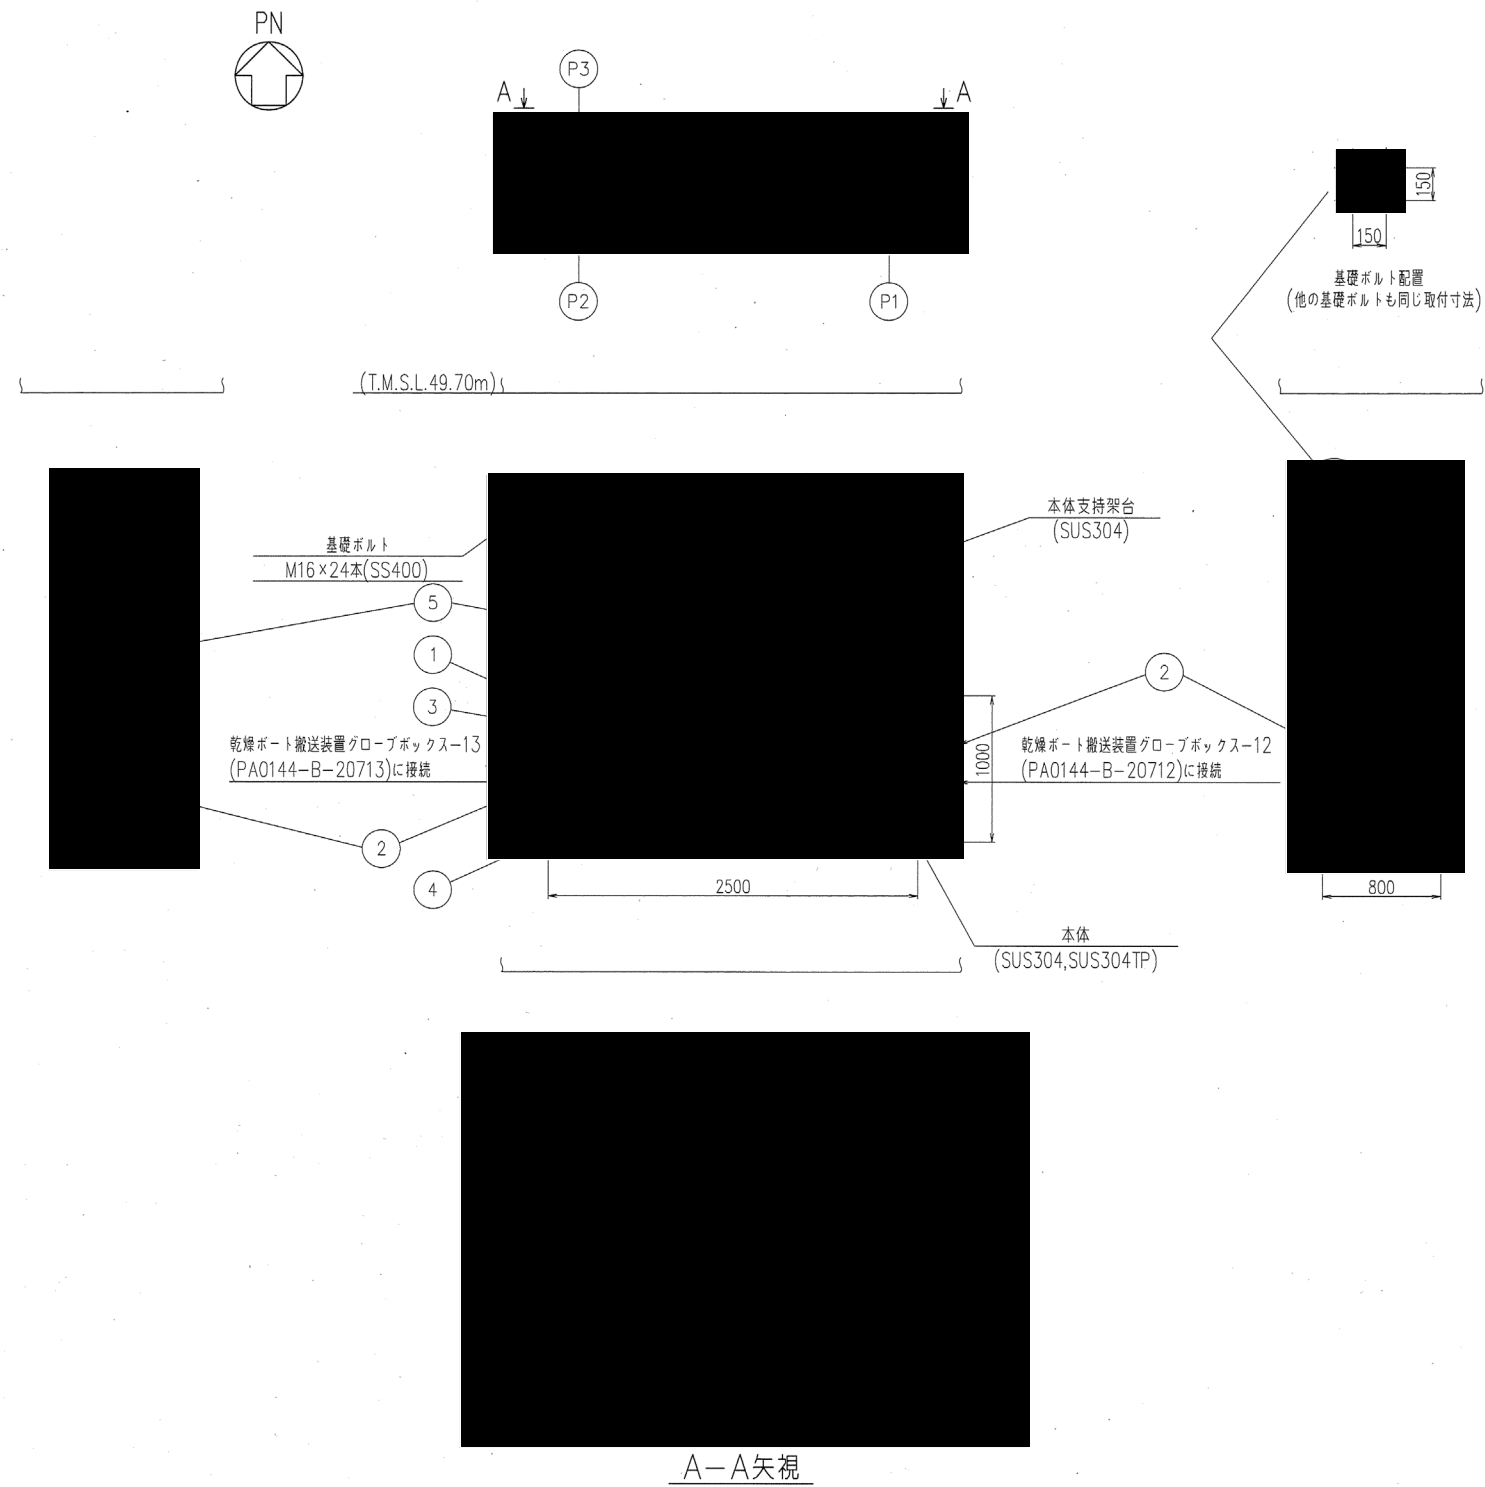 PN
P3
A
A
150
150
基礎ボルト配置
(他の基礎ボルトも同じ取付寸法)
P2
P1
(T.M.S.L.49.70m)
本体支持架台
(SUS304)
基礎ボルト
M16×24本(SS400)
5
1
3
2
乾燥ボート搬送装置グローブボックスー13
(PA0144-B-20713)に接続
1000
乾燥ボート搬送装置グローブボックスー12
(PA0144-B-20712)に接続
2
4
2500
800
本体
(SUS304,SUS304TP)
A-A矢視